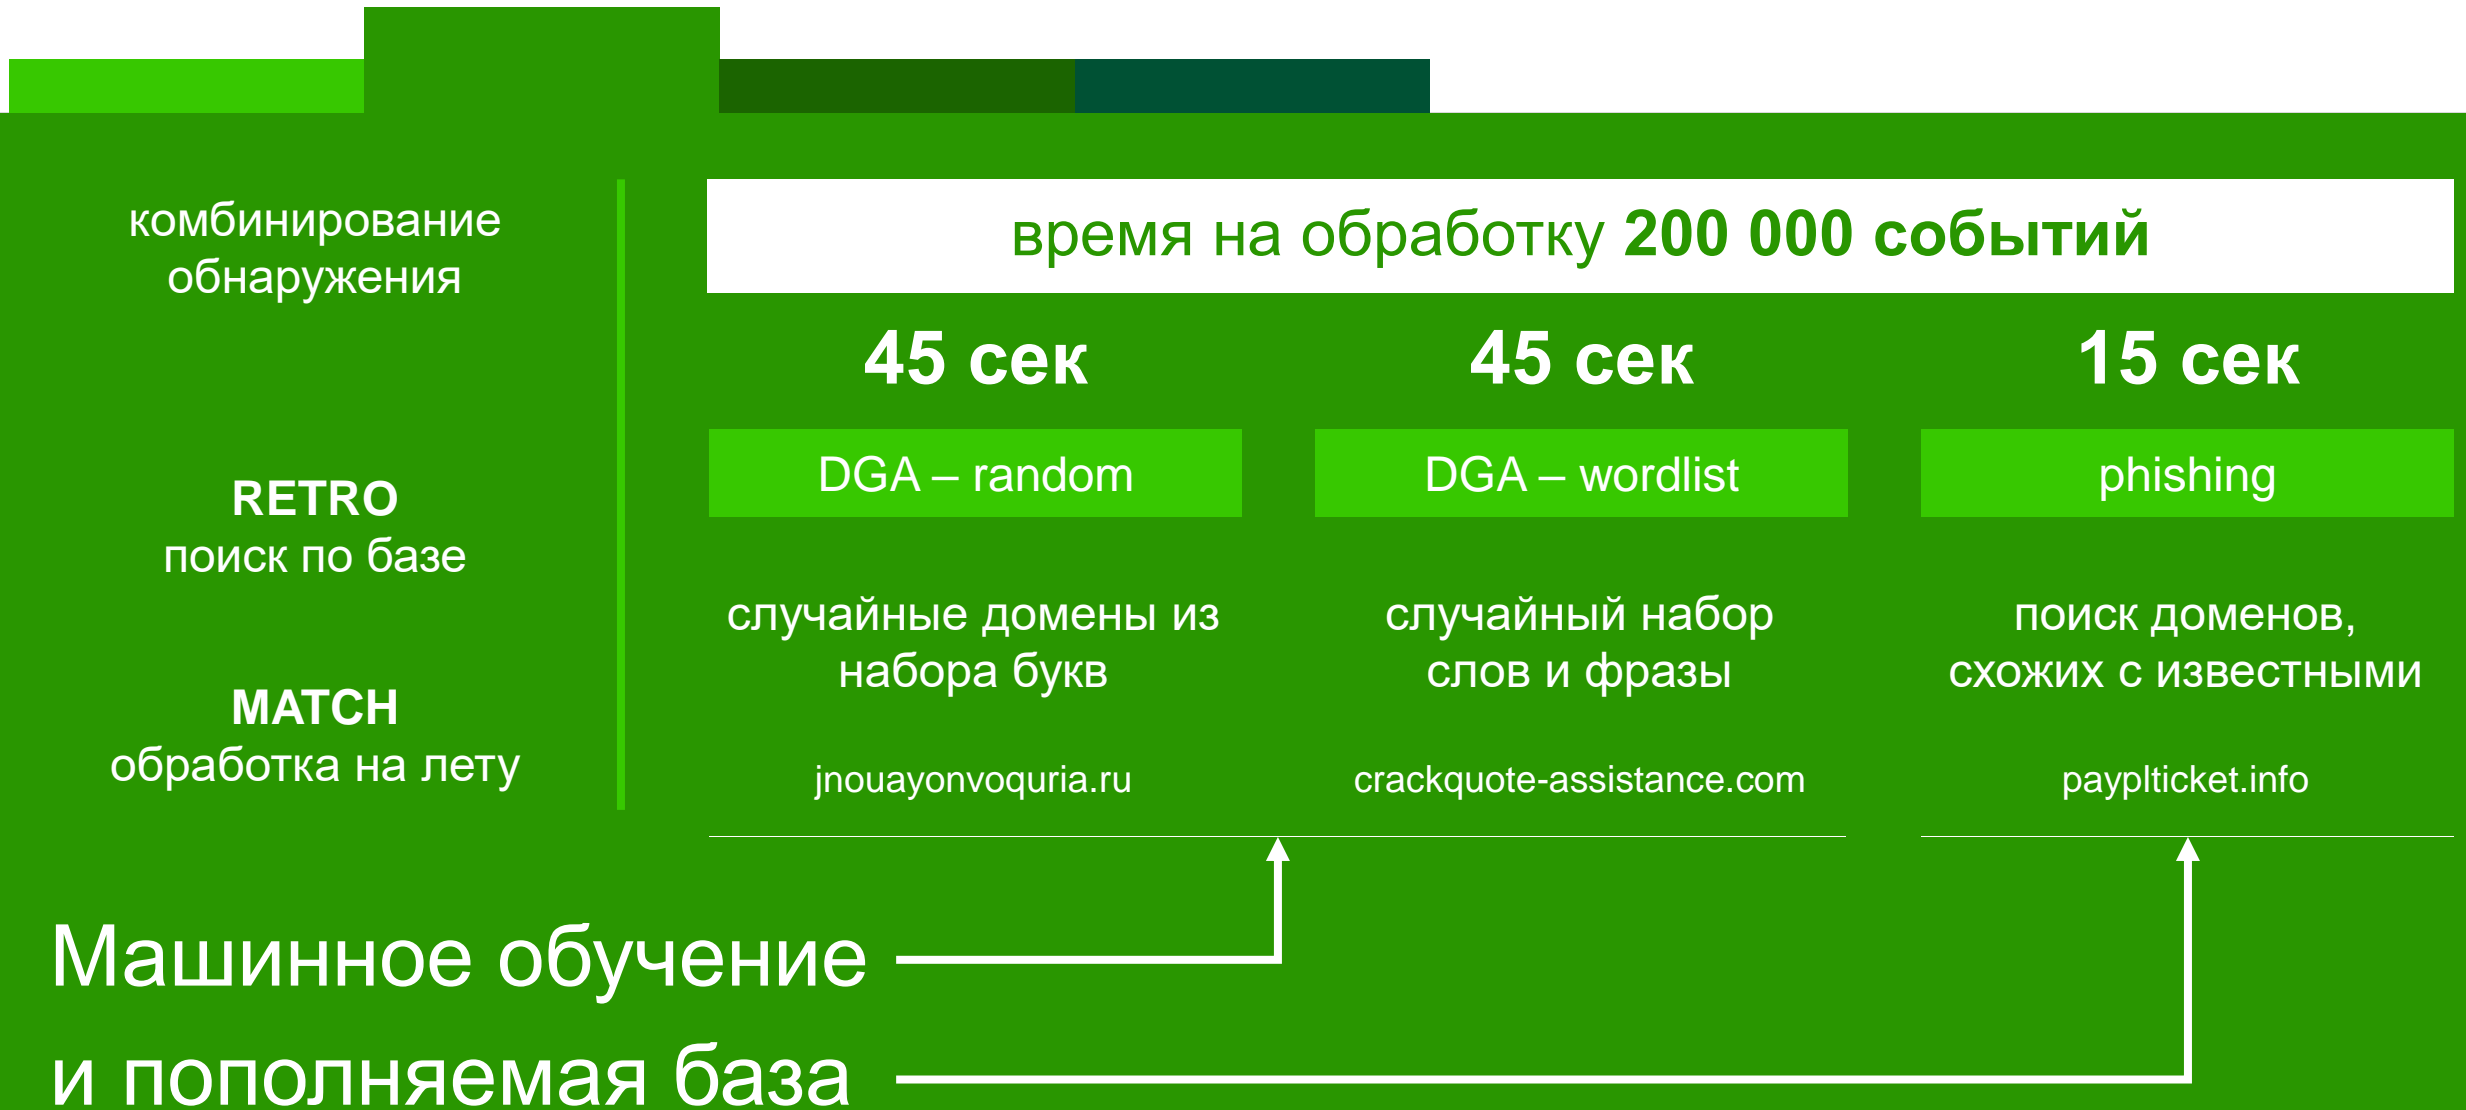 комбинирование
обнаружения
RETRO
поиск по базе
MATCH
обработка на лету
время на обработку 200 000 событий
45 сек
DGA – random
случайные домены из
набора букв
jnouayonvoquria.ru
45 сек
DGA – wordlist
случайный набор
слов и фразы
crackquote-assistance.com
15 сек
phishing
поиск доменов,
схожих с известными
payplticket.info
Машинное обучение
и пополняемая база